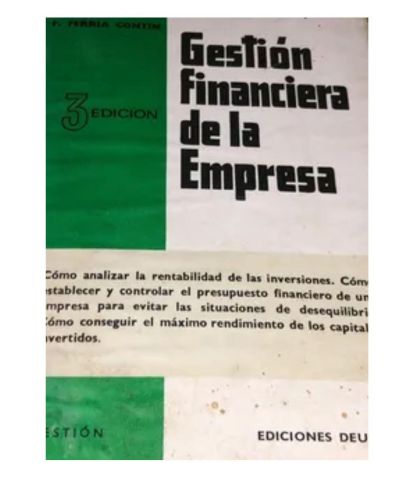 F. FERRIA CONTIN
Gestión
financiera
de la
Empresa
3 EDICION
Cómo analizar la rentabilidad de las inversiones. Cóm
establecer y controlar el presupuesto financiero de un
empresa para evitar las situaciones de desequilibri
Cómo conseguir el máximo rendimiento de los capital
nvertidos.
ESTIÓN
EDICIONES DEU